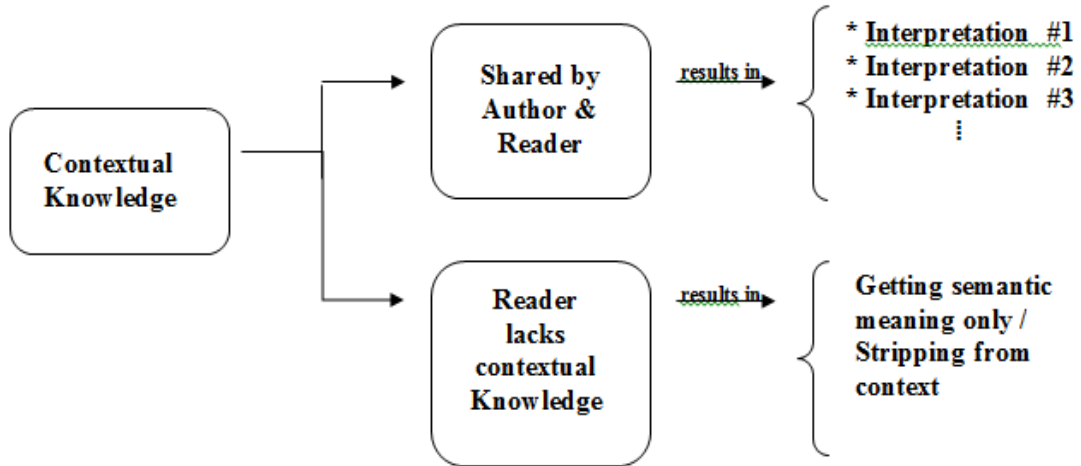 Contextual
Knowledge
Shared by
Author &
Reader
results in
* Interpretation #1
* Interpretation #2
* Interpretation #3
⁞
Reader
lacks
contextual
Knowledge
results in
Getting semantic
meaning only /
Stripping from
context